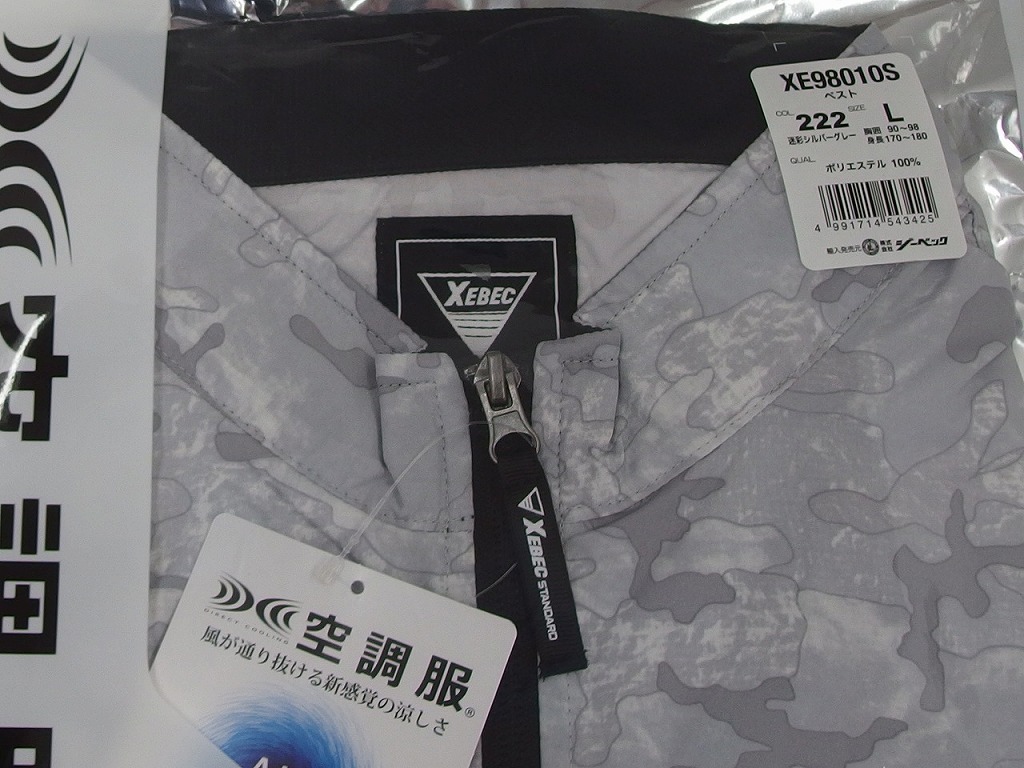 XE98010S
ベスト
COL. 222 SIZE L
迷彩シルバーグレー 胸囲 90～98
身長 170～180
QUAL. ポリエステル 100%
4 991714 543425
輸入発売元 株式会社 ジーベック
XEBEC
XEBEC STANDARD
DIRECT COOLING
空調服®
風が通り抜ける新感覚の涼しさ